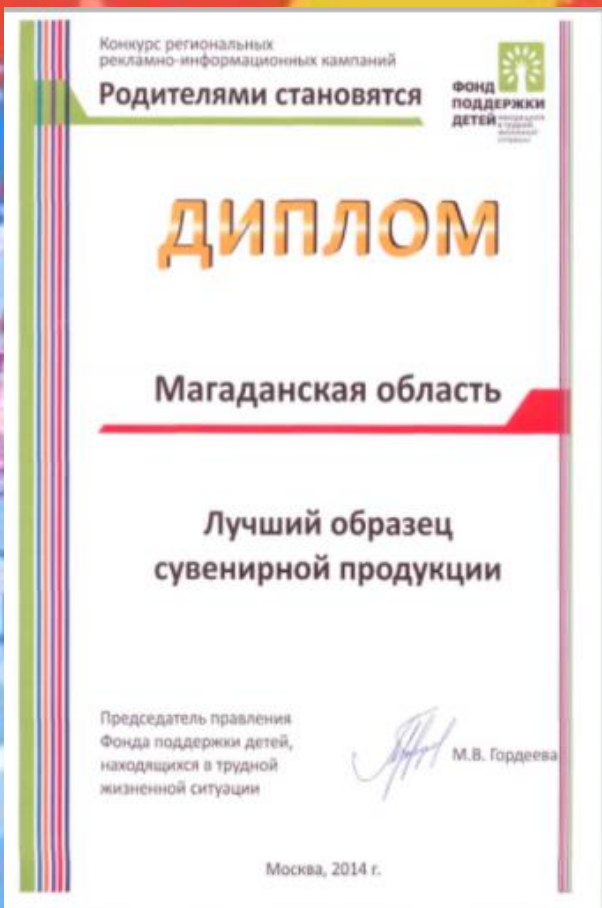 Конкурс региональных
рекламно-информационных кампаний
Родителями становятся
ФОНД
ПОДДЕРЖКИ
ДЕТЕЙ
ДИПЛОМ
Магаданская область
Лучший образец
сувенирной продукции
Председатель правления
Фонда поддержки детей,
находящихся в трудной
жизненной ситуации
М.В. Гордеева
Москва, 2014 г.